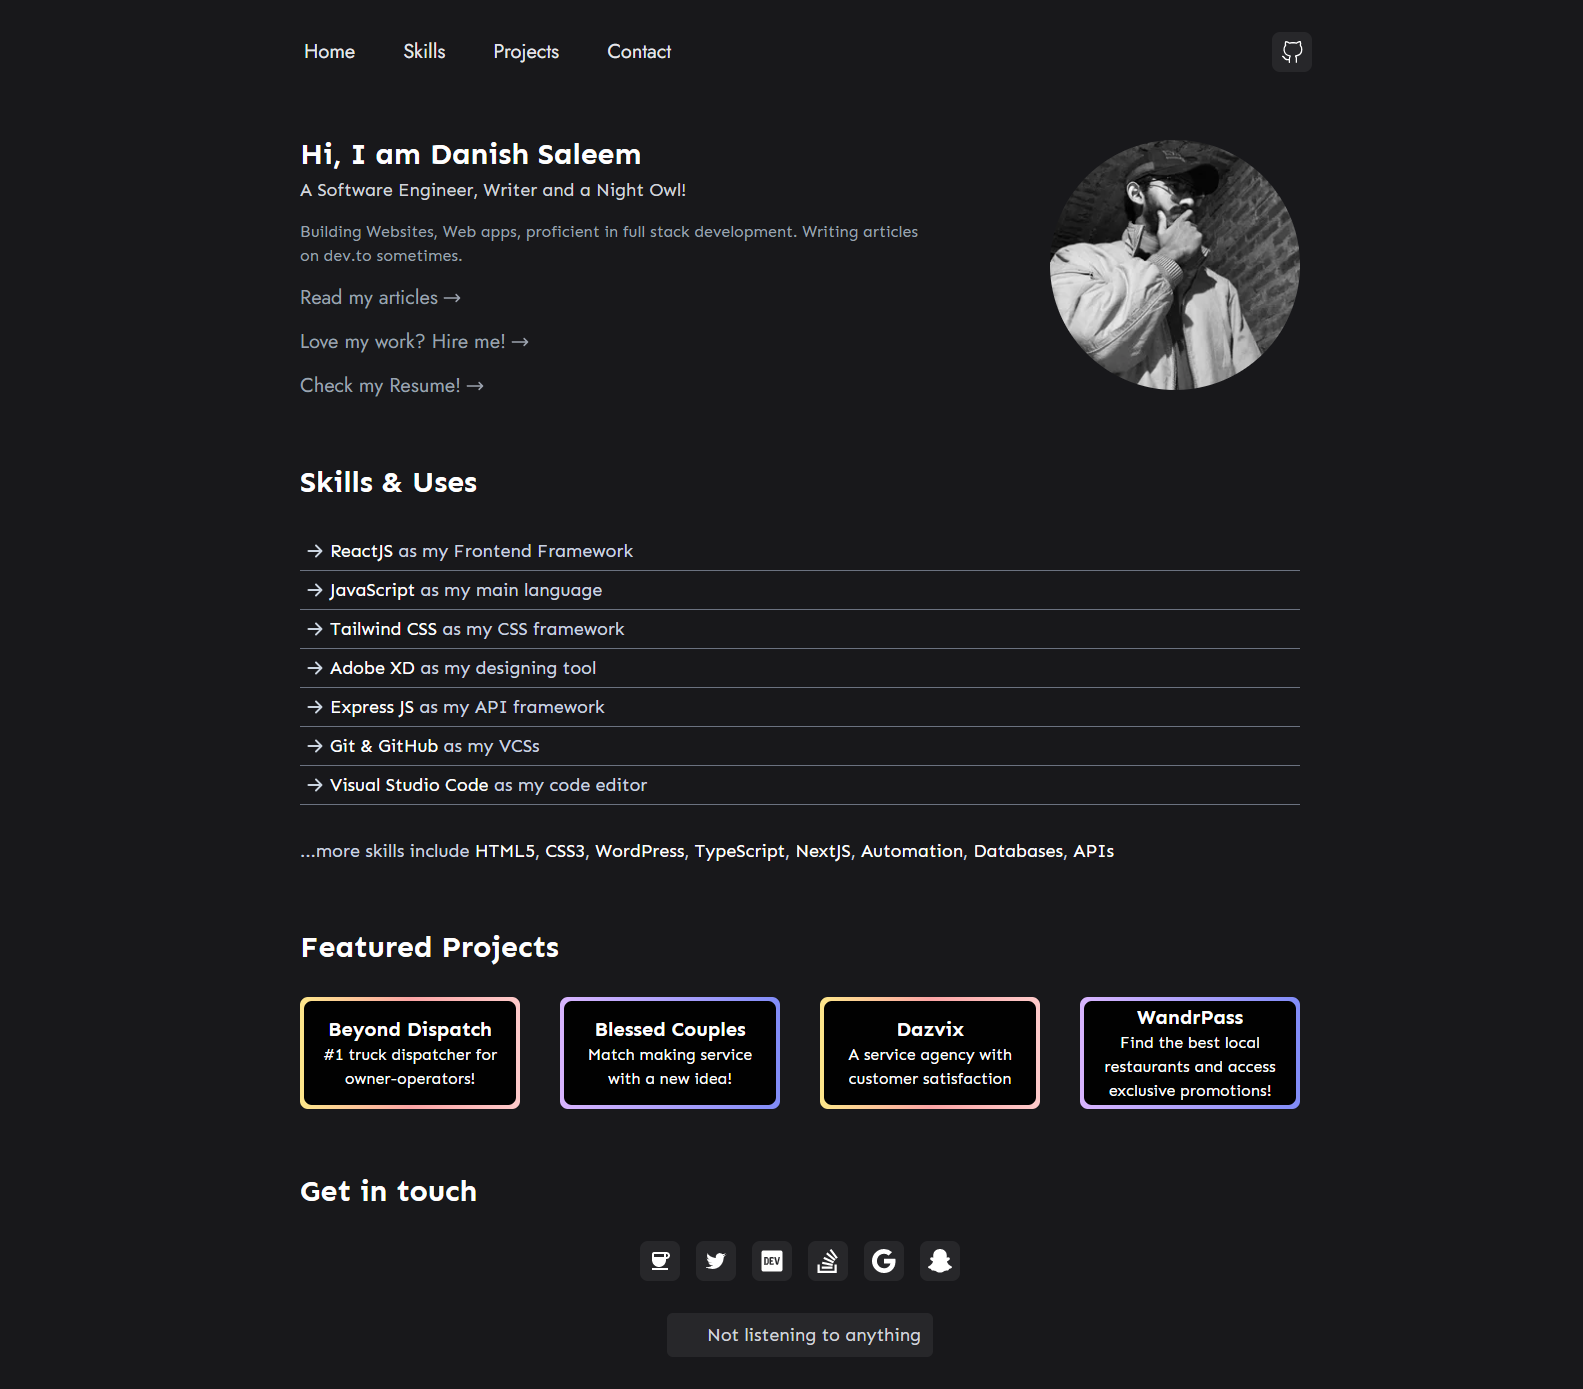 Home Skills Projects Contact
Hi, I am Danish Saleem
A Software Engineer, Writer and a Night Owl!
Building Websites, Web apps, proficient in full stack development. Writing articles
on dev.to sometimes.
Read my articles →
Love my work? Hire me! →
Check my Resume! →
Skills & Uses
→ ReactJS as my Frontend Framework
→ JavaScript as my main language
→ Tailwind CSS as my CSS framework
→ Adobe XD as my designing tool
→ Express JS as my API framework
→ Git & GitHub as my VCSs
→ Visual Studio Code as my code editor
...more skills include HTML5, CSS3, WordPress, TypeScript, NextJS, Automation, Databases, APIs
Featured Projects
Beyond Dispatch
#1 truck dispatcher for
owner-operators!
Blessed Couples
Match making service
with a new idea!
Dazvix
A service agency with
customer satisfaction
WandrPass
Find the best local
restaurants and access
exclusive promotions!
Get in touch
DEV
G
Not listening to anything